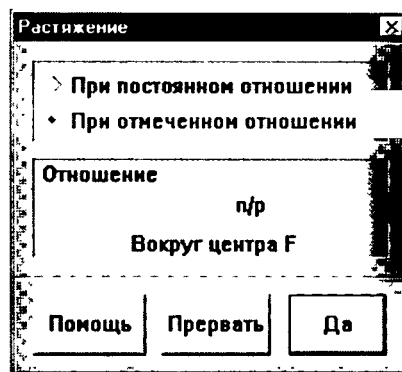 Растяжение
При постоянном отношении
При отмеченном отношении
Отношение
п/р
Вокруг центра F
Помощь Прервать Да